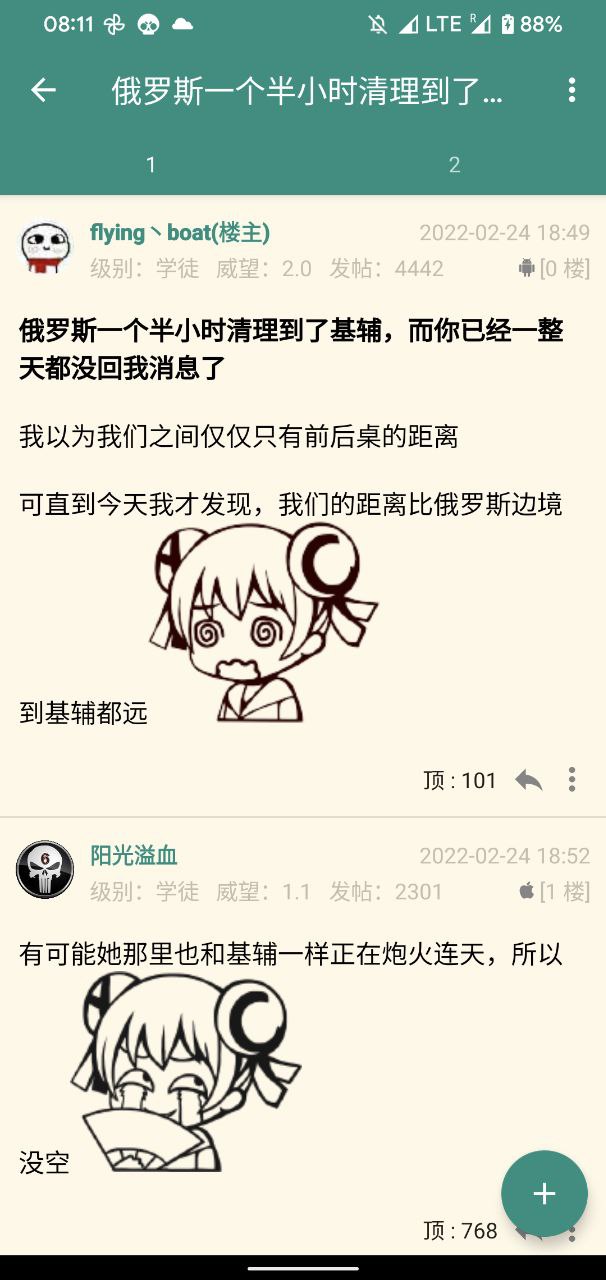 08:11 LTE R 88%
俄罗斯一个半小时清理到了...
1 2
flying丶boat(楼主) 2022-02-24 18:49
级别：学徒 威望：2.0 发帖：4442 [0 楼]
俄罗斯一个半小时清理到了基辅，而你已经一整
天都没回我消息了
我以为我们之间仅仅只有前后桌的距离
可直到今天我才发现，我们的距离比俄罗斯边境
到基辅都远
顶 : 101
6
阳光溢血 2022-02-24 18:52
级别：学徒 威望：1.1 发帖：2301 [1 楼]
有可能她那里也和基辅一样正在炮火连天，所以
没空
顶 : 768